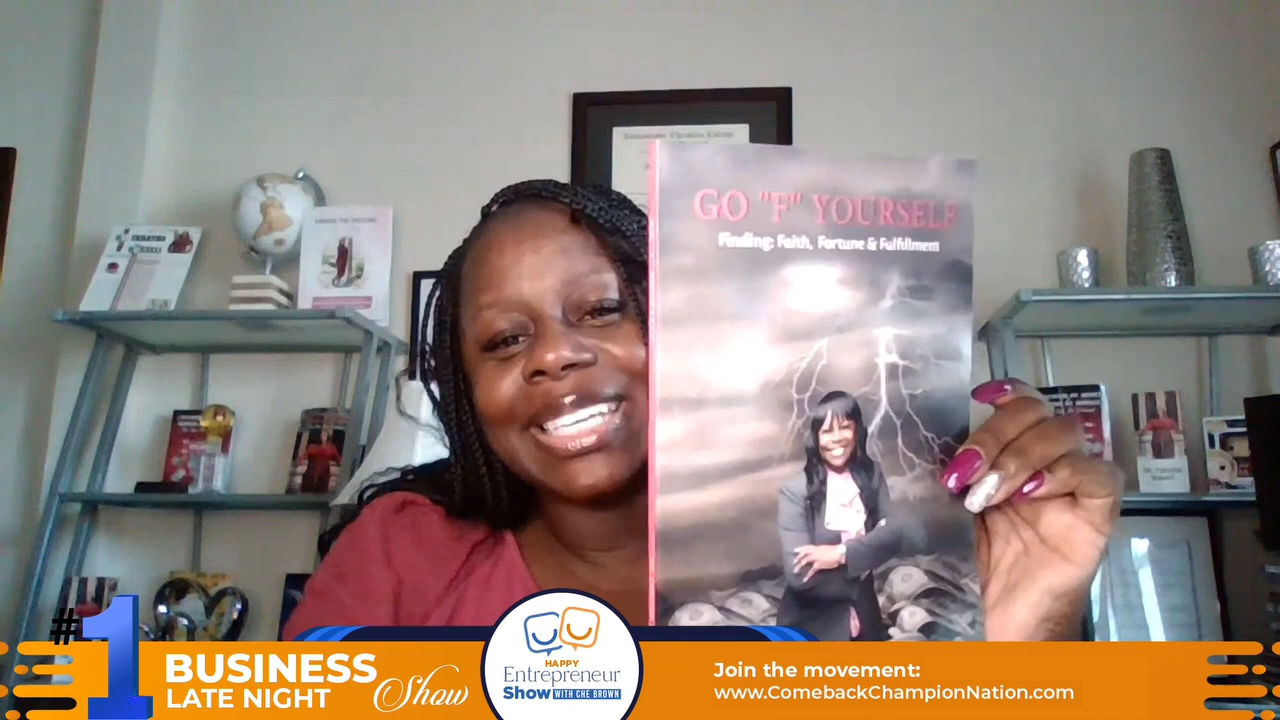 GO "F" YOURSELF
Finding: Faith, Fortune & Fulfillment
#1
BUSINESS
LATE NIGHT
Show
HAPPY
Entrepreneur
Show WITH CHE BROWN
Join the movement:
www.ComebackChampionNation.com